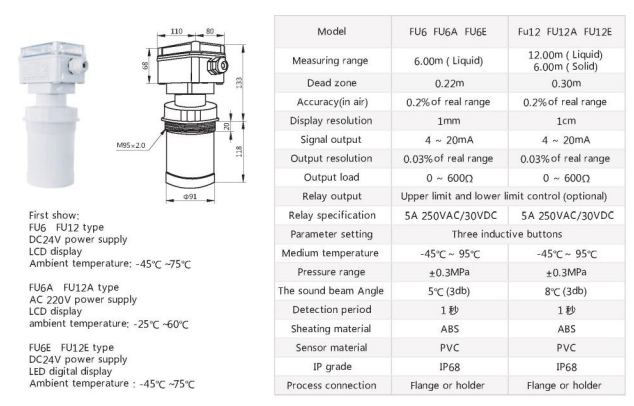 110
80
68
133
20
118
M95×2.0
Φ91
First show:
FU6 FU12 type
DC24V power supply
LCD display
Ambient temperature: -45℃ ~75℃
FU6A FU12A type
AC 220V power supply
LCD display
ambient temperature: -25℃ ~60℃
FU6E FU12E type
DC24V power supply
LED digital display
Ambient temperature : -45℃ ~75℃
Model FU6 FU6A FU6E Fu12 FU12A FU12E
Measuring range 6.00m ( Liquid) 12.00m ( Liquid)
6.00m ( Solid)
Dead zone 0.22m 0.30m
Accuracy(in air) 0.2% of real range 0.2% of real range
Display resolution 1mm 1cm
Signal output 4 ~ 20mA 4 ~ 20mA
Output resolution 0.03% of real range 0.03% of real range
Output load 0 ~ 600Ω 0 ~ 600Ω
Relay output Upper limit and lower limit control (optional)
Relay specification 5A 250VAC/30VDC 5A 250VAC/30VDC
Parameter setting Three inductive buttons
Medium temperature -45℃ ~ 95℃ -45℃ ~ 95℃
Pressure range ±0.3MPa ±0.3MPa
The sound beam Angle 5℃ (3db) 8℃ (3db)
Detection period 1 秒 1 秒
Sheating material ABS ABS
Sensor material PVC PVC
IP grade IP68 IP68
Process connection Flange or holder Flange or holder